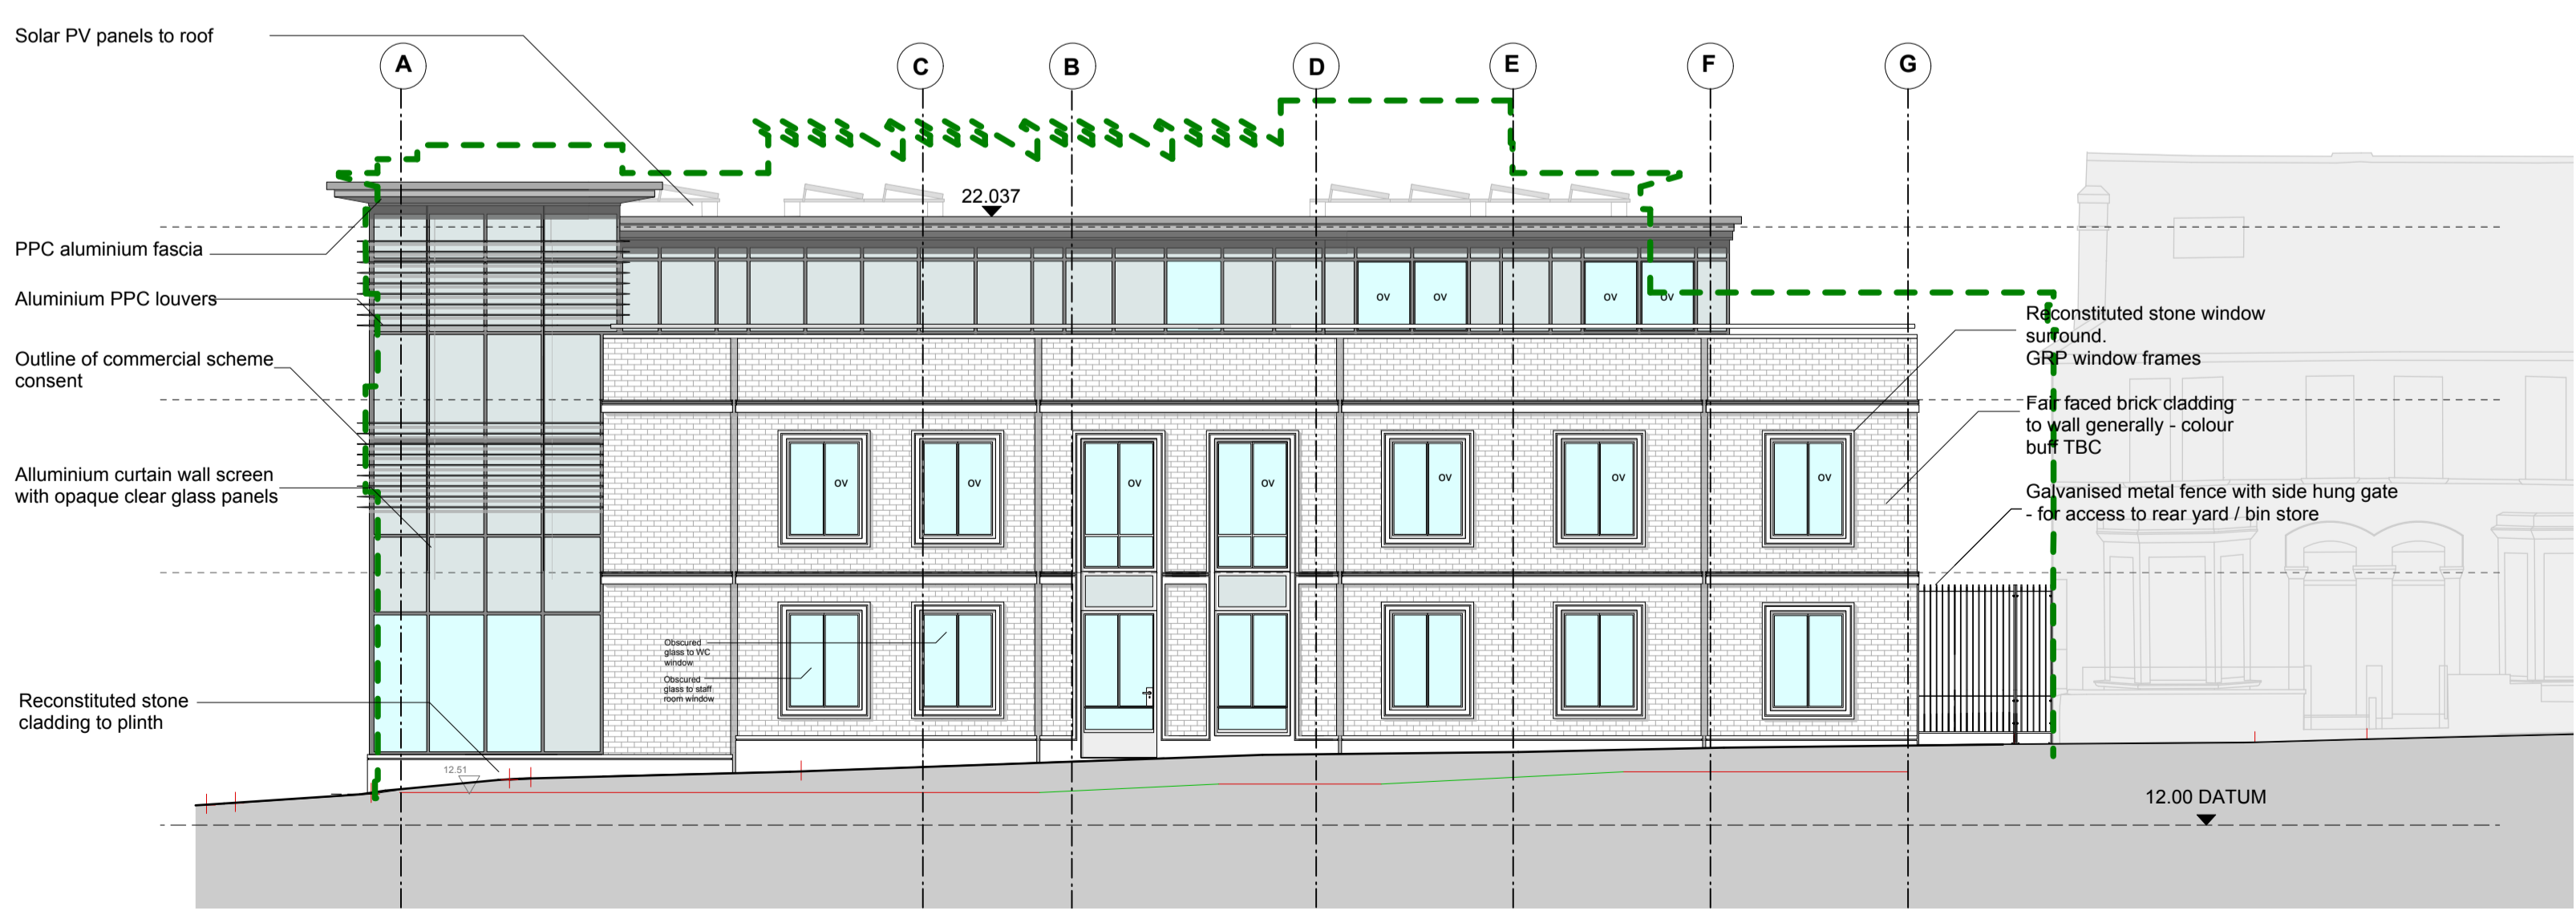 Solar PV panels to roof
A
C
B
D
E
F
G
22.037
PPC aluminium fascia
Aluminium PPC louvers
Outline of commercial scheme
consent
Alluminium curtain wall screen
with opaque clear glass panels
Reconstituted stone
cladding to plinth
ov
ov
ov
ov
Reconstituted stone window
surround.
GRP window frames
Fair faced brick cladding
to wall generally - colour
buff TBC
Galvanised metal fence with side hung gate
- for access to rear yard / bin store
ov
ov
ov
ov
ov
ov
ov
Obscured
glass to WC
window
Obscured
glass to staff
room window
12.51
12.00 DATUM